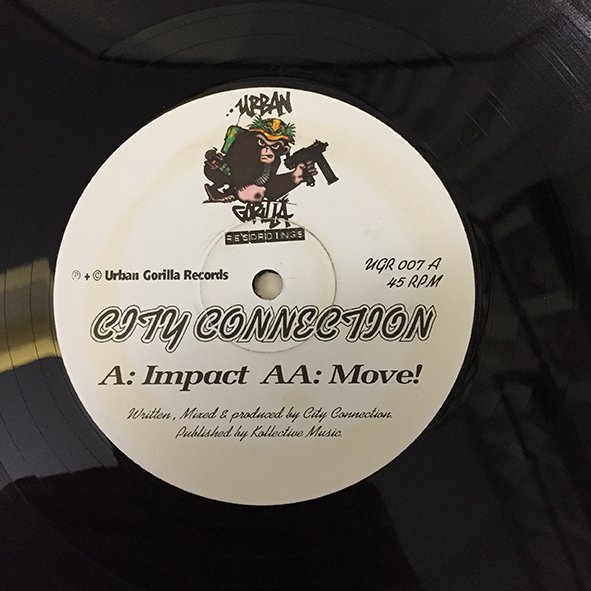 URBAN
GORILLA
RECORDINGS
℗ + © Urban Gorilla Records
UGR 007 A
45 RPM
CITY CONNECTION
A: Impact AA: Move!
Written , Mixed & produced by City Connection.
Published by Kollective Music.